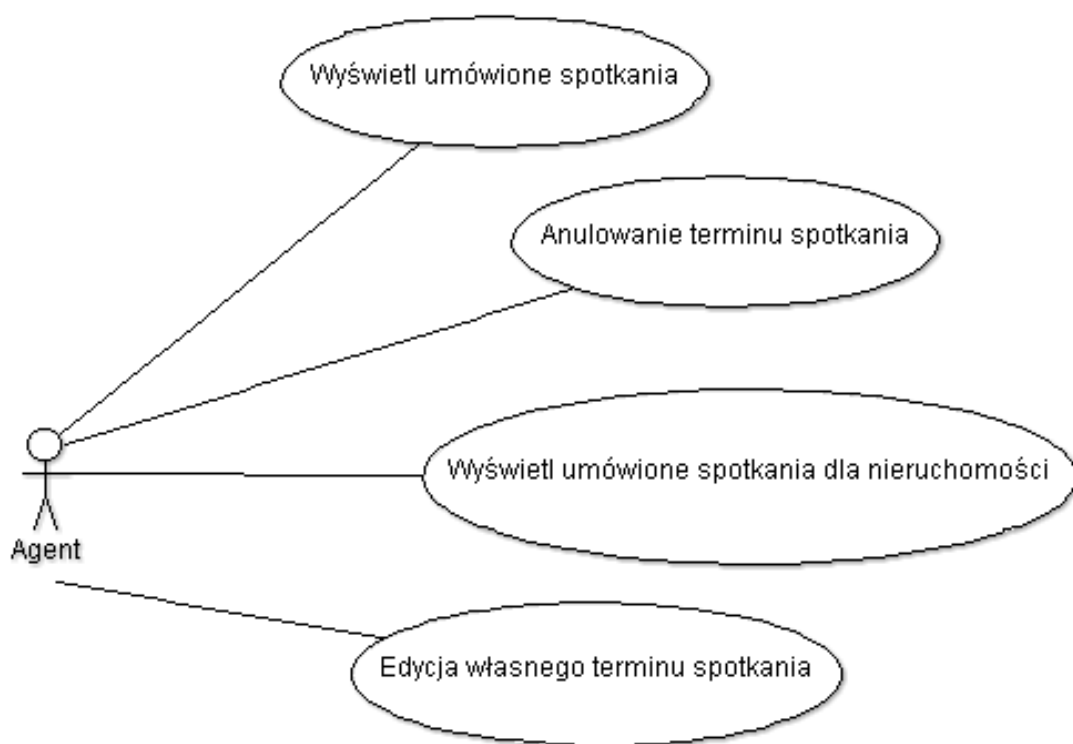 Wyświetl umówione spotkania
Anulowanie terminu spotkania
Wyświetl umówione spotkania dla nieruchomości
Agent
Edycja własnego terminu spotkania